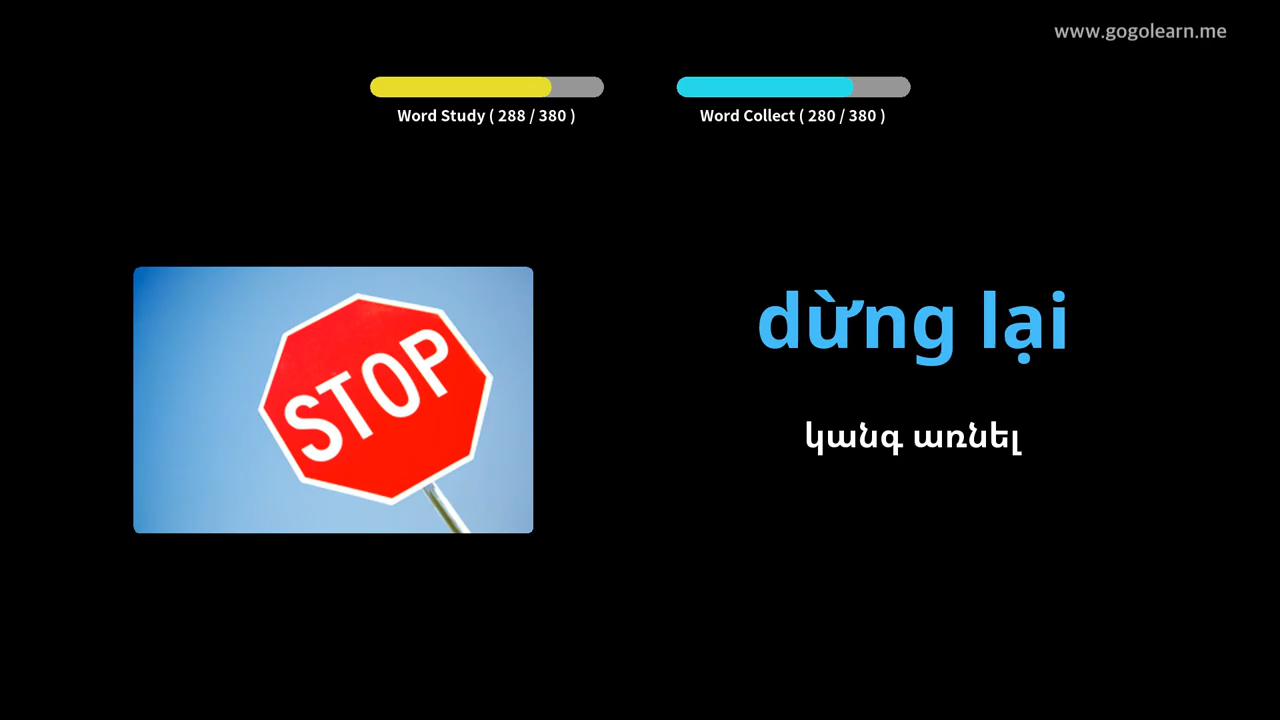 www.gogolearn.me
Word Study ( 288 / 380 )
Word Collect ( 280 / 380 )
STOP
dừng lại
կանգ առնել